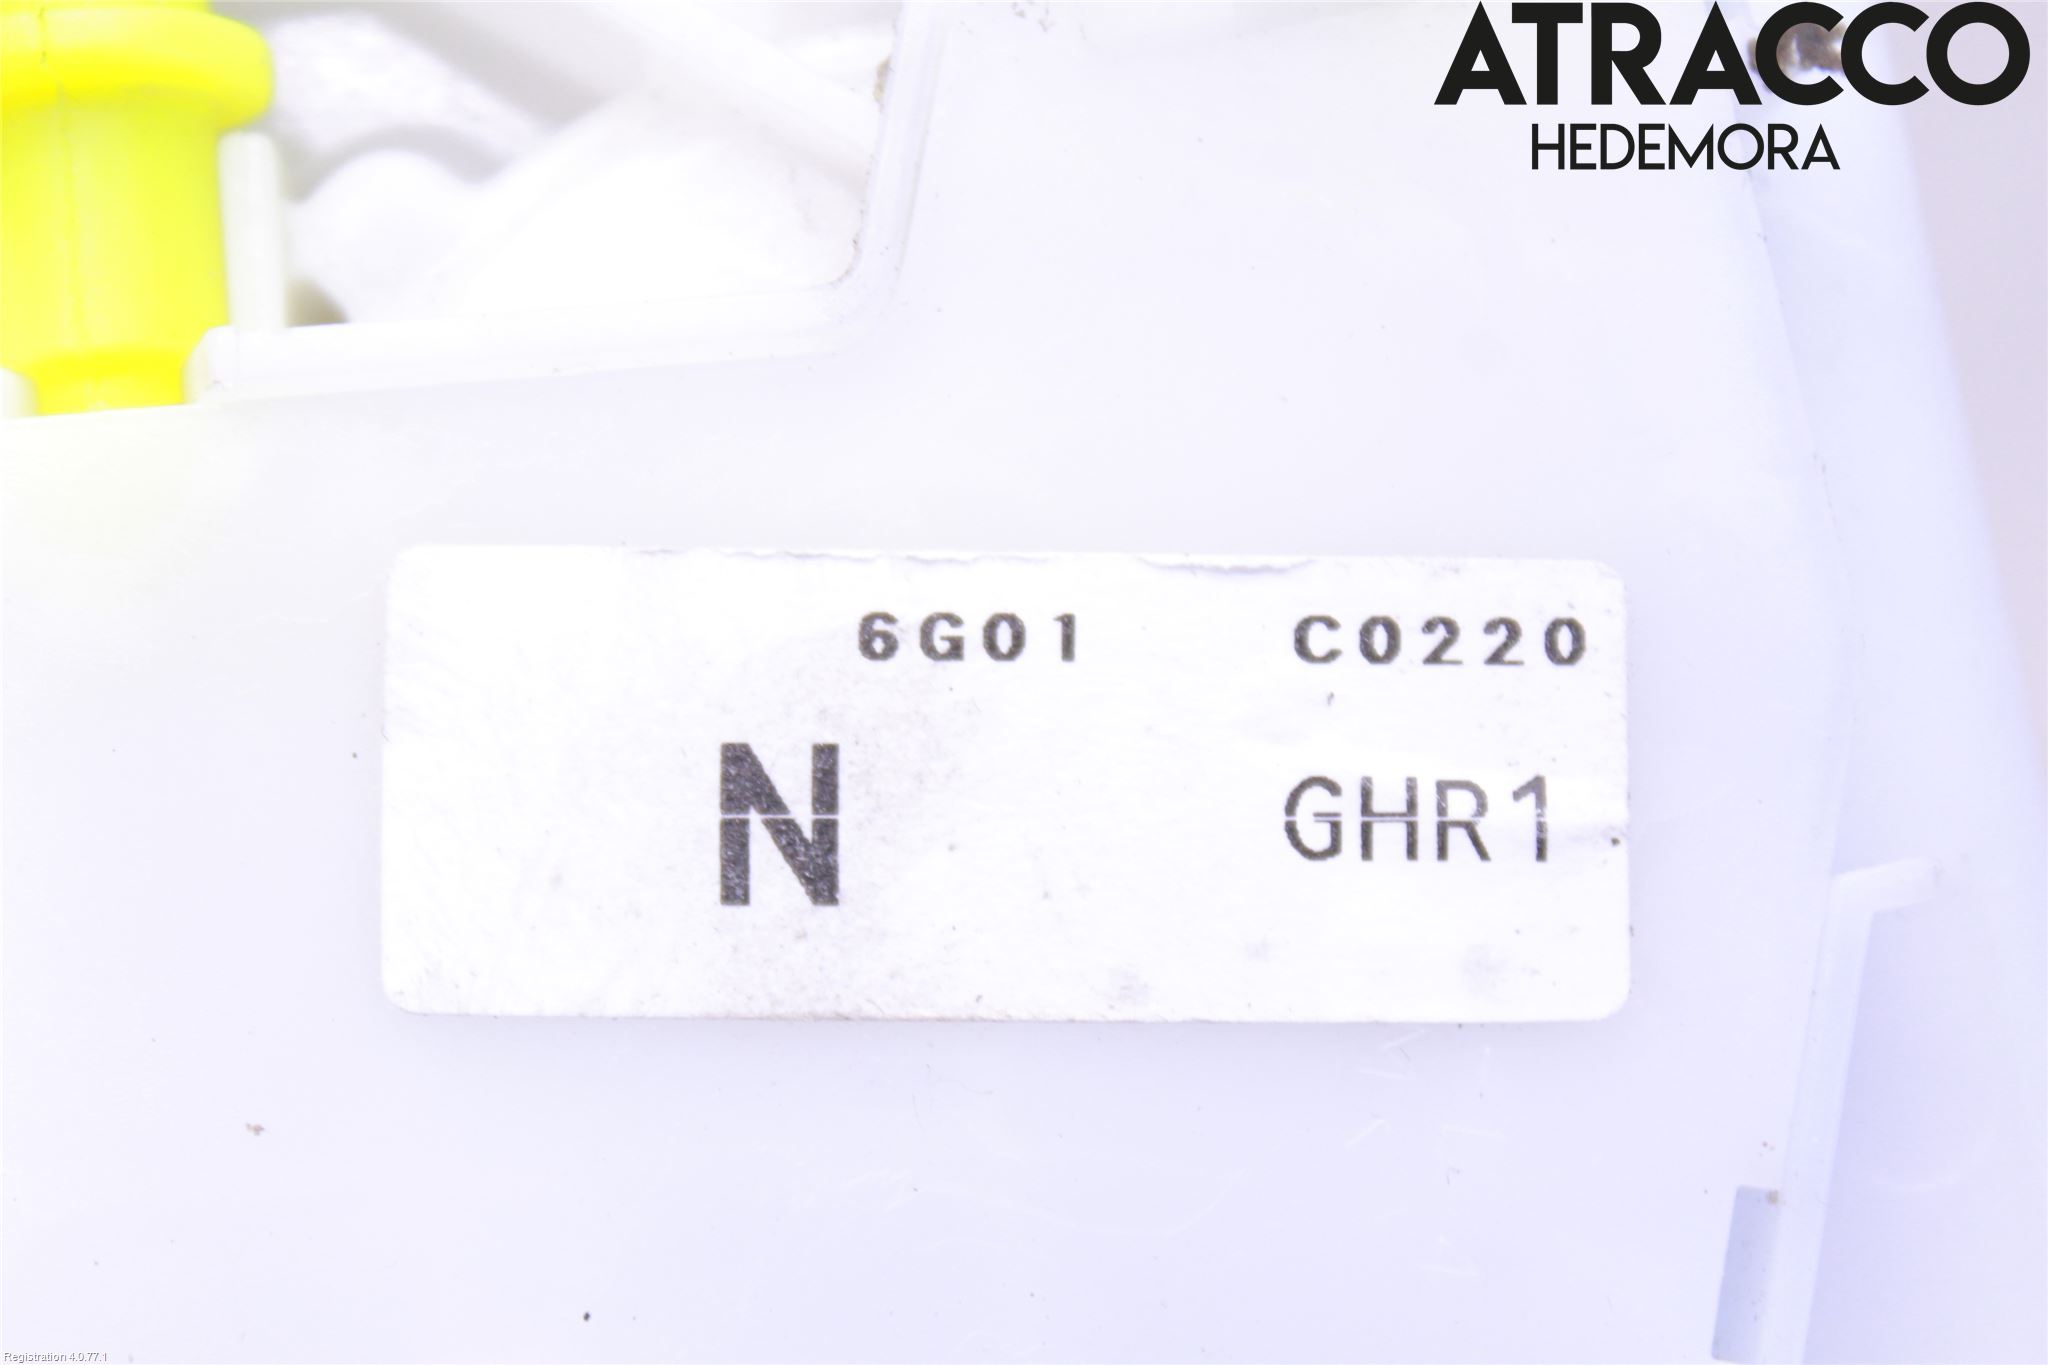 ATRACCO
HEDEMORA
6G01 C0220
N GHR1
Registration 4.0.77.1